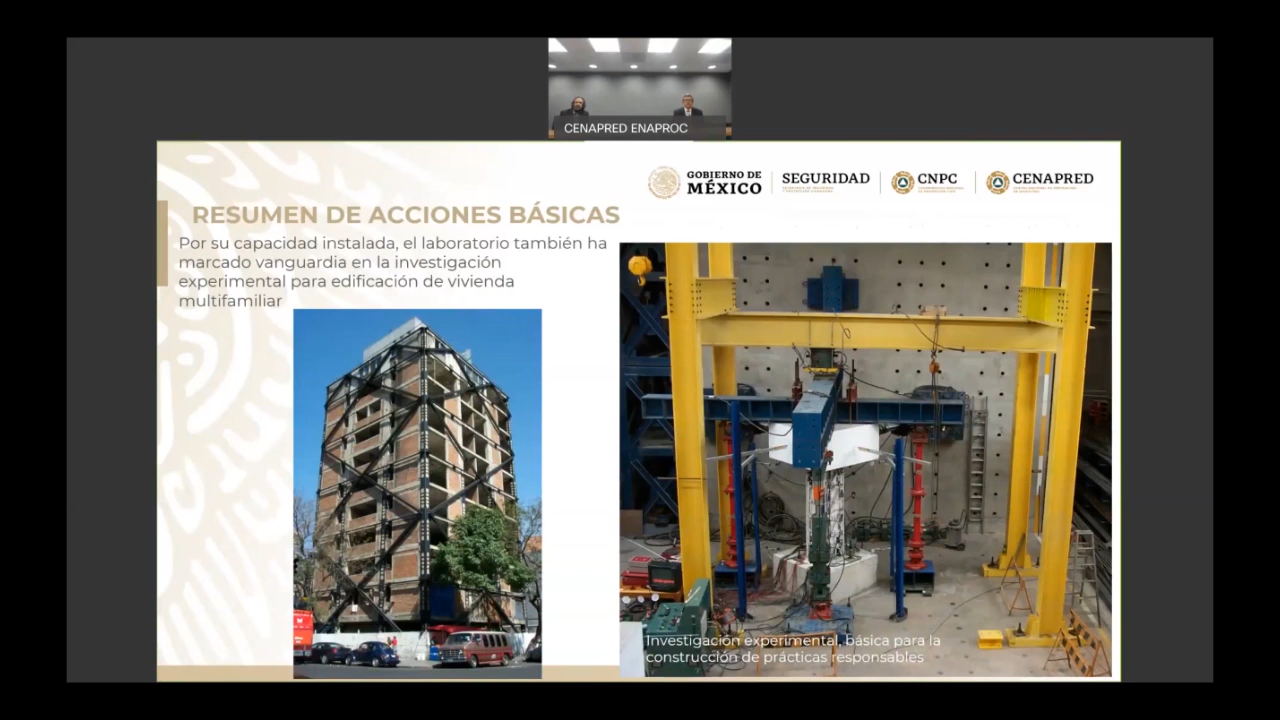 CENAPRED ENAPROC
GOBIERNO DE
MÉXICO
SEGURIDAD
CNPC
CENAPRED
RESUMEN DE ACCIONES BÁSICAS
Por su capacidad instalada, el laboratorio también ha
marcado vanguardia en la investigación
experimental para edificación de vivienda
multifamiliar
Investigación experimental, básica para la
construcción de prácticas responsables